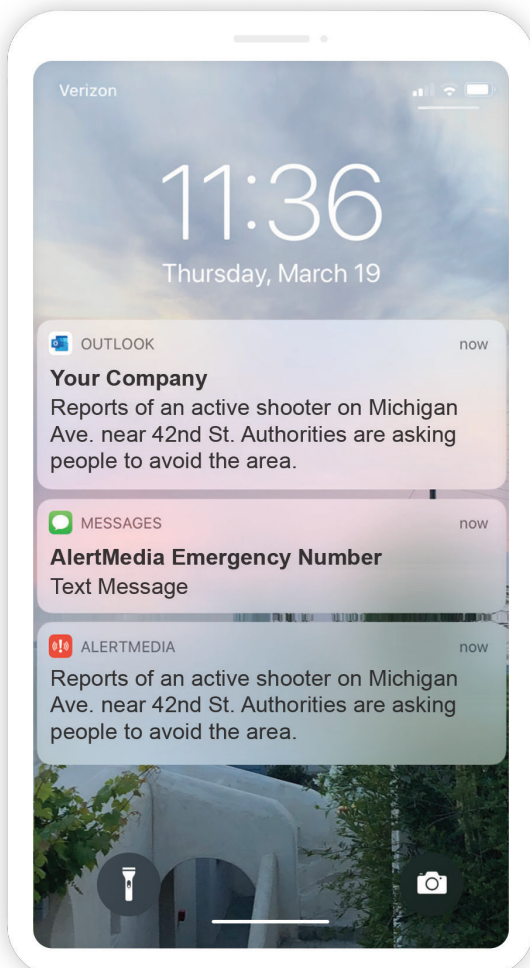 Verizon
11:36
Thursday, March 19
OUTLOOK now
Your Company
Reports of an active shooter on Michigan
Ave. near 42nd St. Authorities are asking
people to avoid the area.
MESSAGES now
AlertMedia Emergency Number
Text Message
ALERTMEDIA now
Reports of an active shooter on Michigan
Ave. near 42nd St. Authorities are asking
people to avoid the area.